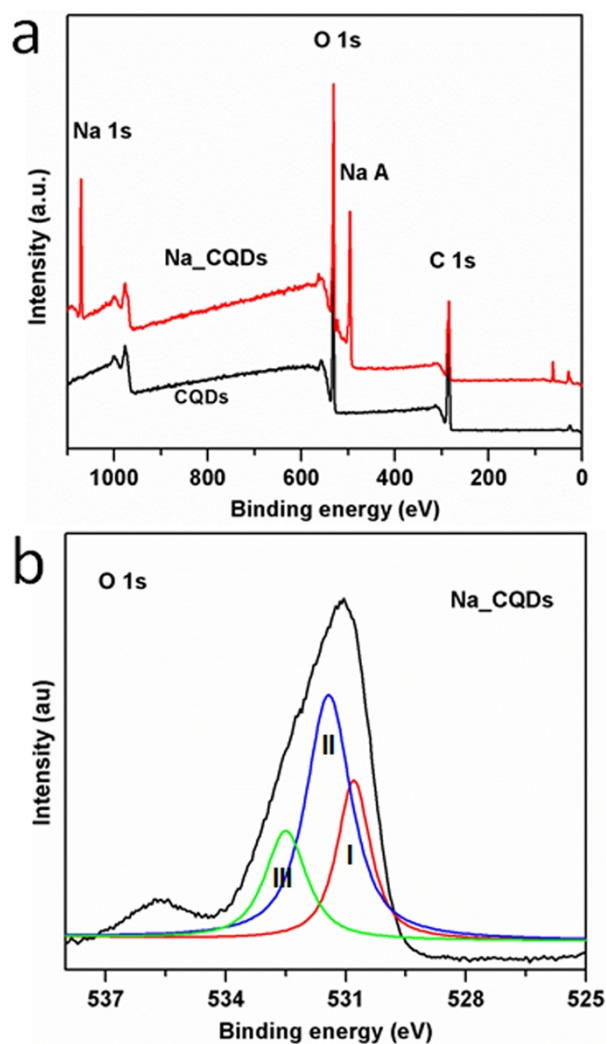 a
O 1s
Na 1s
Na A
Na_CQDs
C 1s
CQDs
Intensity (a.u.)
1000 800 600 400 200 0
Binding energy (eV)
b
O 1s
Na_CQDs
II
I
III
Intensity (au)
537 534 531 528 525
Binding energy (eV)